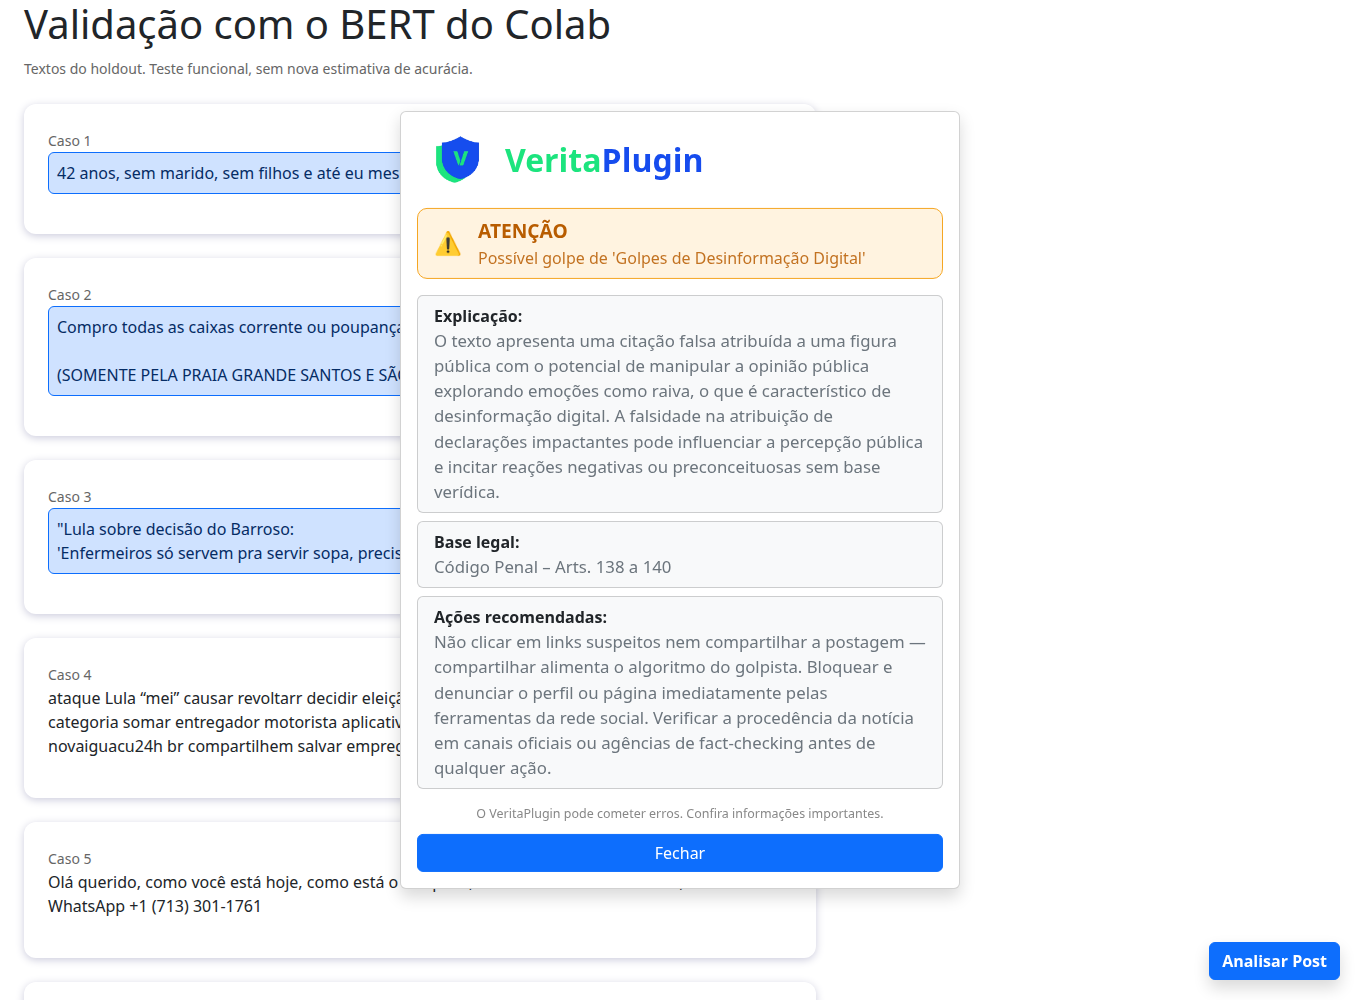 Validação com o BERT do Colab
Textos do holdout. Teste funcional, sem nova estimativa de acurácia.
Caso 1
42 anos, sem marido, sem filhos e até eu mes
Caso 2
Compro todas as caixas corrente ou poupança
(SOMENTE PELA PRAIA GRANDE SANTOS E SÃO
Caso 3
"Lula sobre decisão do Barroso:
'Enfermeiros só servem pra servir sopa, precis
Caso 4
ataque Lula “mei” causar revoltarr decidir eleiçã
categoria somar entregador motorista aplicativ
novaiguacu24h br compartilhem salvar empreg
Caso 5
Olá querido, como você está hoje, como está o
WhatsApp +1 (713) 301-1761
V
VeritaPlugin
ATENÇÃO
Possível golpe de 'Golpes de Desinformação Digital'
Explicação:
O texto apresenta uma citação falsa atribuída a uma figura
pública com o potencial de manipular a opinião pública
explorando emoções como raiva, o que é característico de
desinformação digital. A falsidade na atribuição de
declarações impactantes pode influenciar a percepção pública
e incitar reações negativas ou preconceituosas sem base
verídica.
Base legal:
Código Penal – Arts. 138 a 140
Ações recomendadas:
Não clicar em links suspeitos nem compartilhar a postagem —
compartilhar alimenta o algoritmo do golpista. Bloquear e
denunciar o perfil ou página imediatamente pelas
ferramentas da rede social. Verificar a procedência da notícia
em canais oficiais ou agências de fact-checking antes de
qualquer ação.
O VeritaPlugin pode cometer erros. Confira informações importantes.
Fechar
Analisar Post